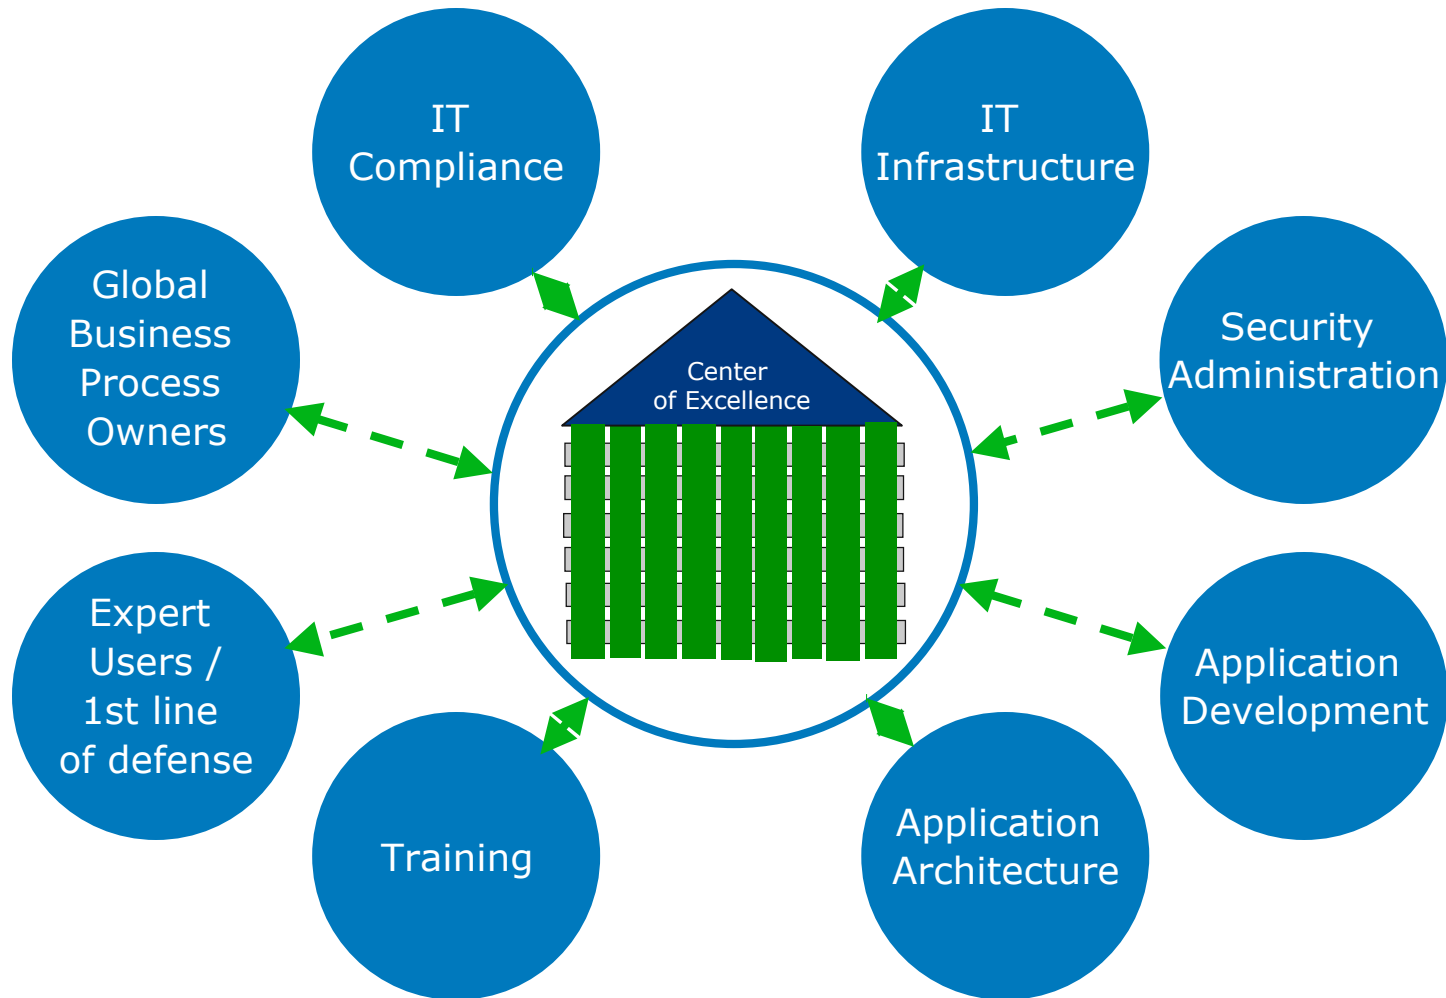 IT
Compliance
IT
Infrastructure
Global
Business
Process
Owners
Security
Administration
Center
of Excellence
Expert
Users /
1st line
of defense
Application
Development
Training
Application
Architecture